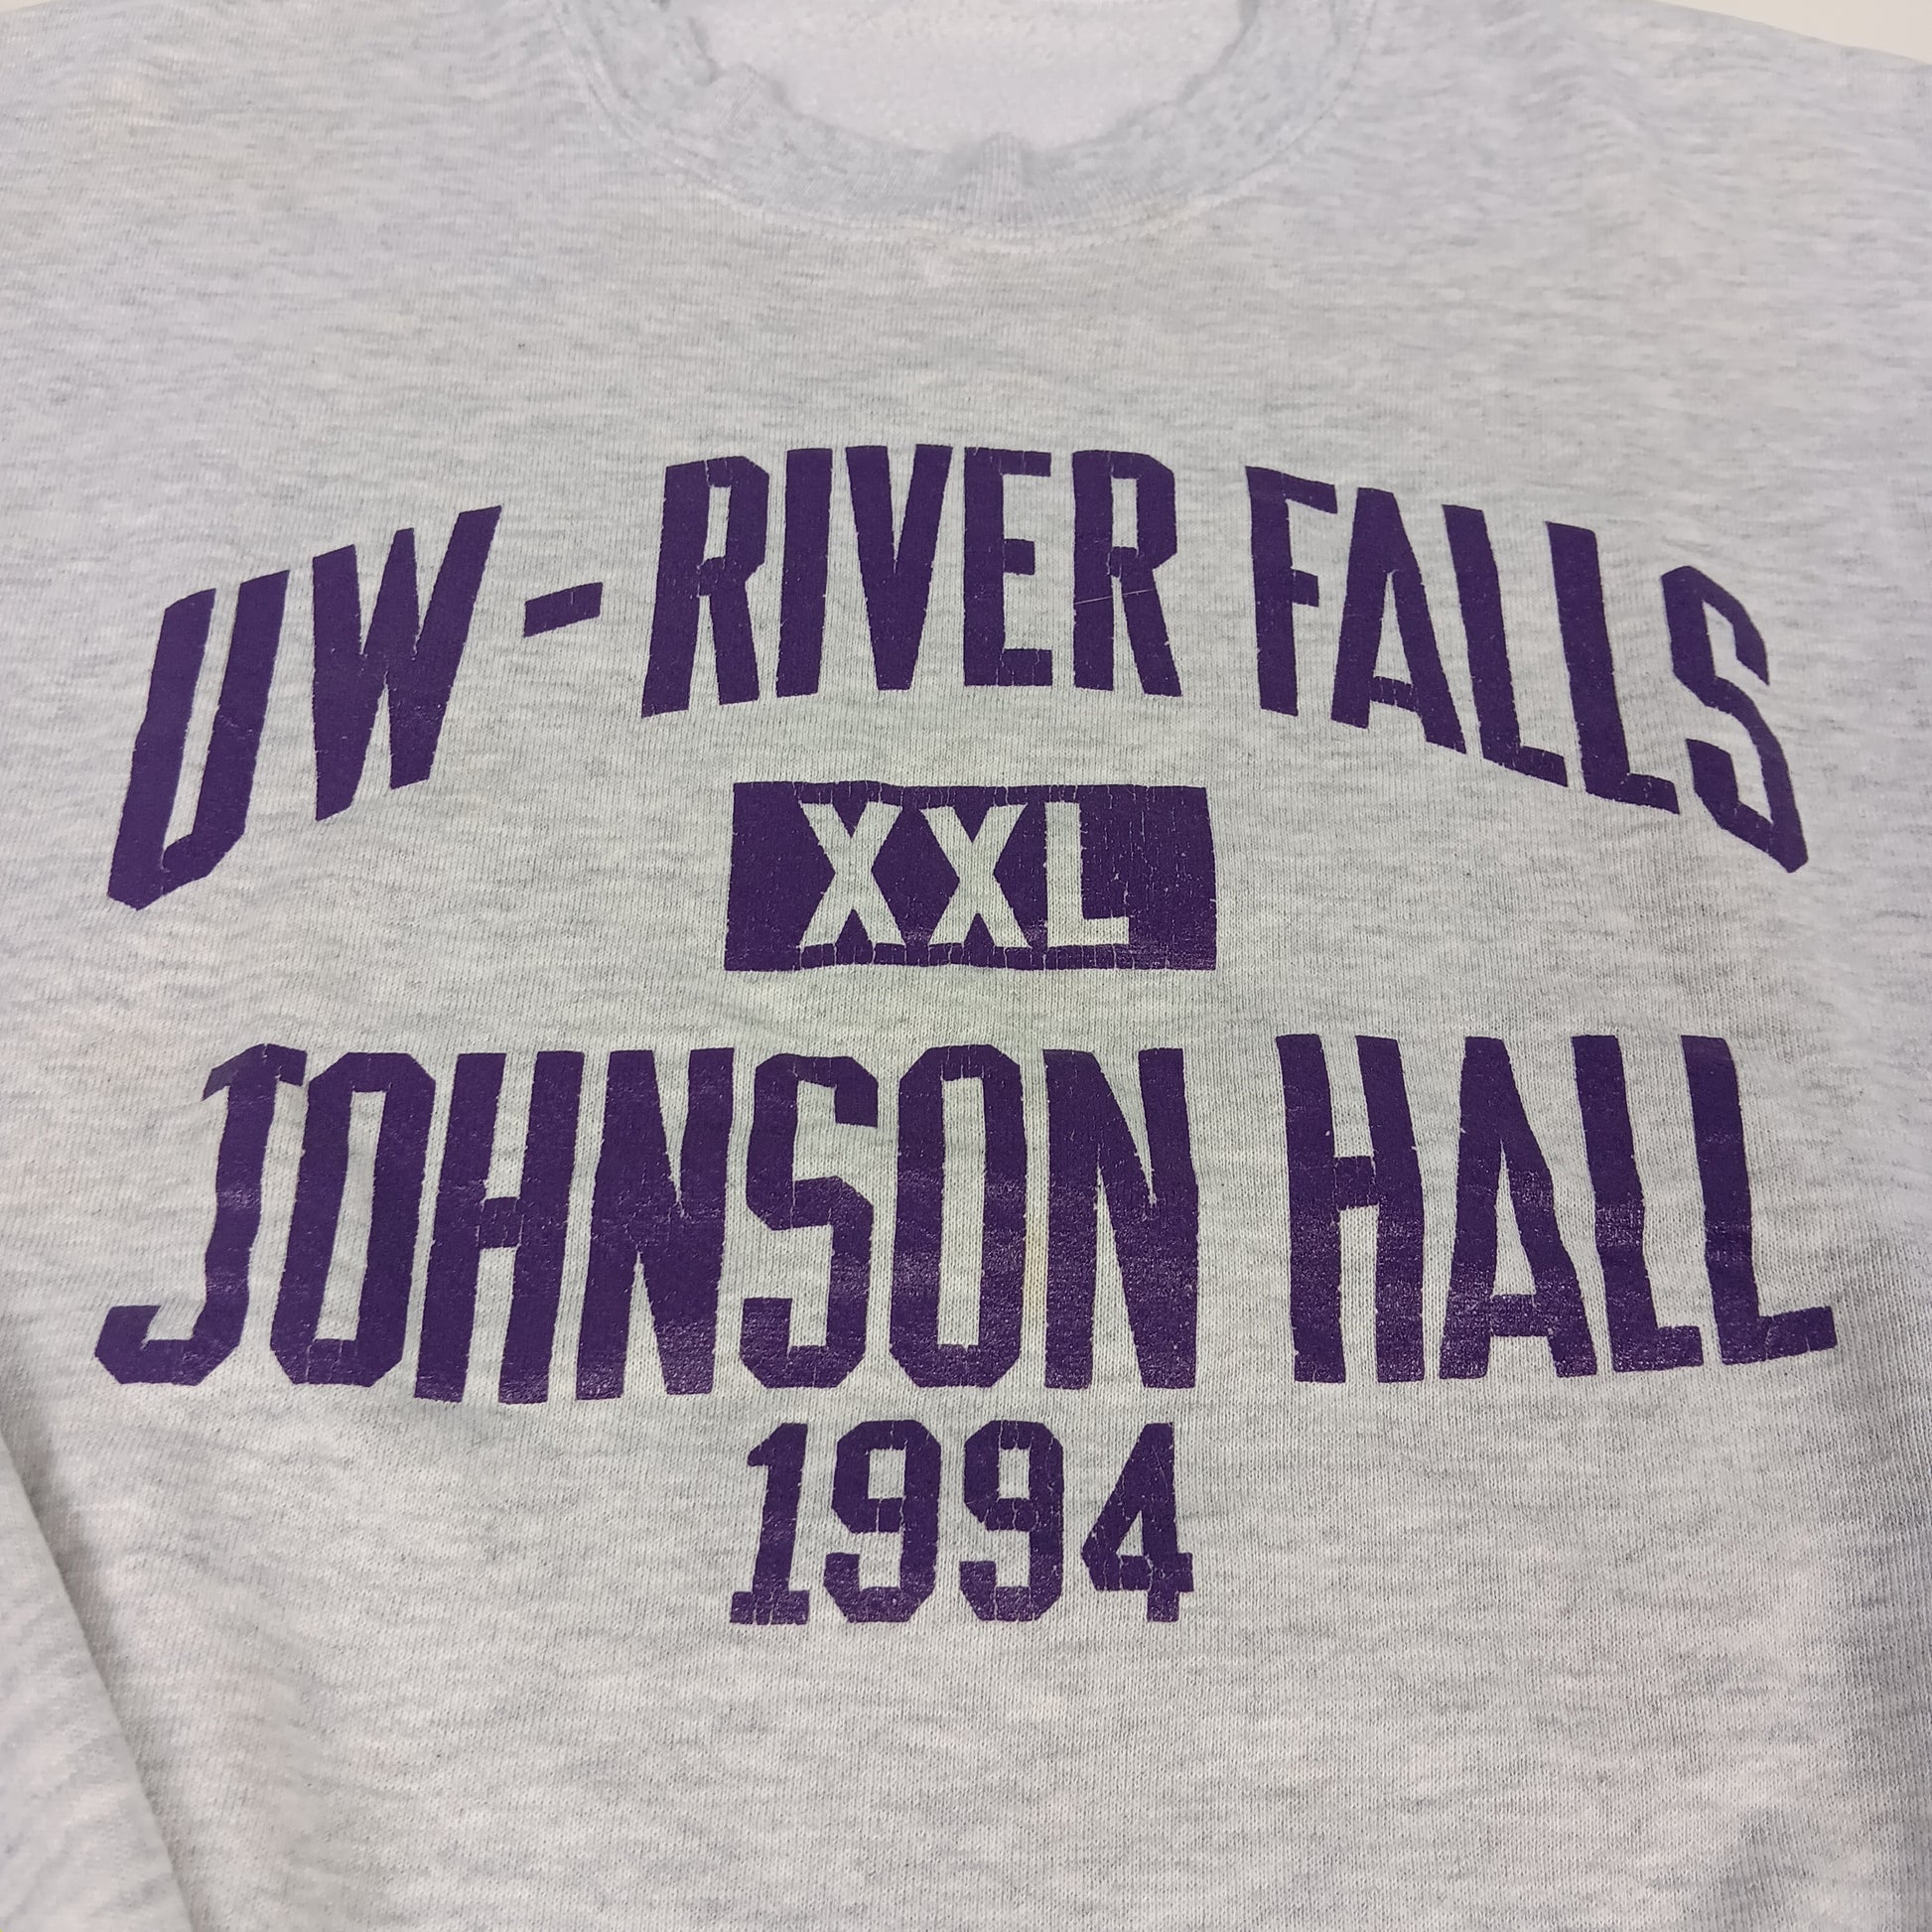 UW - RIVER FALLS
XXL
JOHNSON HALL
1994